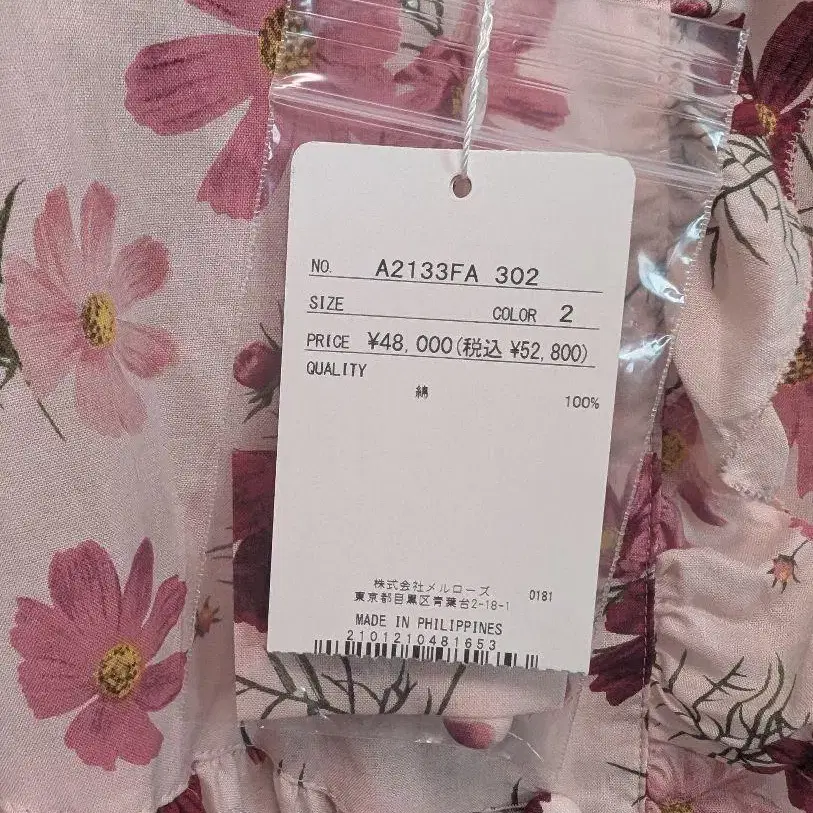 NO. A2133FA 302
SIZE COLOR 2
PRICE ¥48,000(税込 ¥52,800)
QUALITY
綿 100%
株式会社メルローズ 0181
東京都目黒区青葉台2-18-1
MADE IN PHILIPPINES
2101210481653